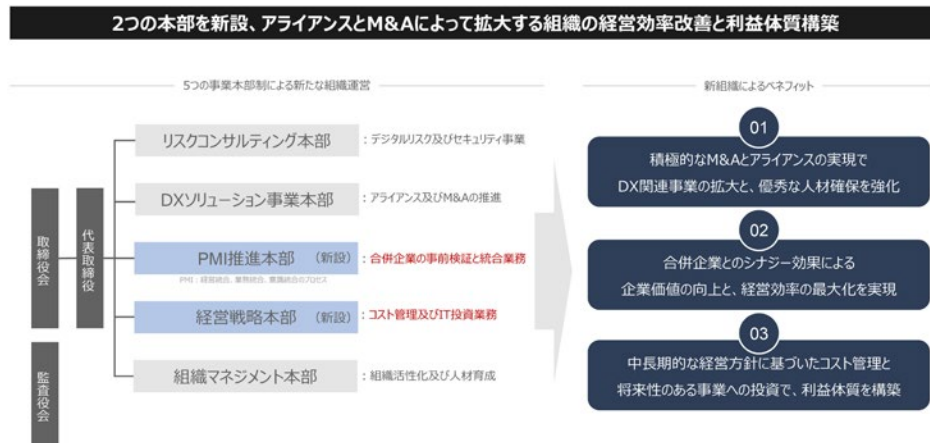 2つの本部を新設、アライアンスとM&Aによって拡大する組織の経営効率改善と利益体質構築
5つの事業本部制による新たな組織運営
取締役会
代表取締役
監査役会
リスクコンサルティング本部
:デジタルリスク及びセキュリティ事業
DXソリューション事業本部
:アライアンス及びM&Aの推進
PMI推進本部 (新設)
:合併企業の事前検証と統合業務
PMI:経営統合、業務統合、意識統合のプロセス
経営戦略本部 (新設)
:コスト管理及びIT投資業務
組織マネジメント本部
:組織活性化及び人材育成
新組織によるベネフィット
01
積極的なM&Aとアライアンスの実現で
DX関連事業の拡大と、優秀な人材確保を強化
02
合併企業とのシナジー効果による
企業価値の向上と、経営効率の最大化を実現
03
中長期的な経営方針に基づいたコスト管理と
将来性のある事業への投資で、利益体質を構築